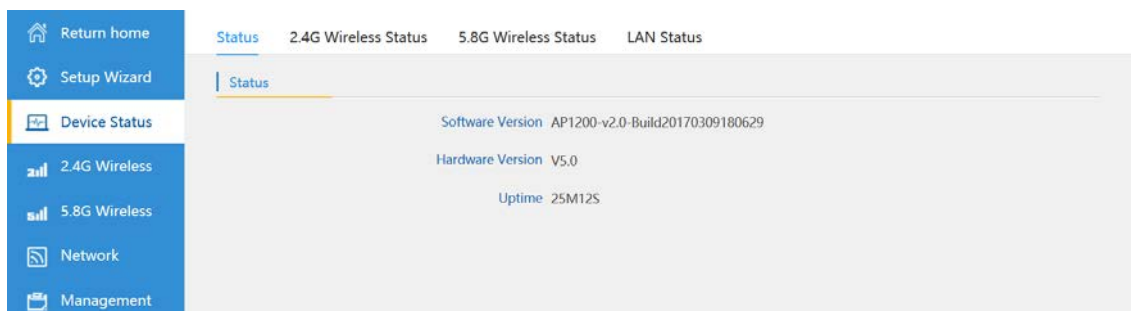 Return home
Setup Wizard
Device Status
2.4G Wireless
5.8G Wireless
Network
Management
Status 2.4G Wireless Status 5.8G Wireless Status LAN Status
Status
Software Version AP1200-v2.0-Build20170309180629
Hardware Version V5.0
Uptime 25M12S